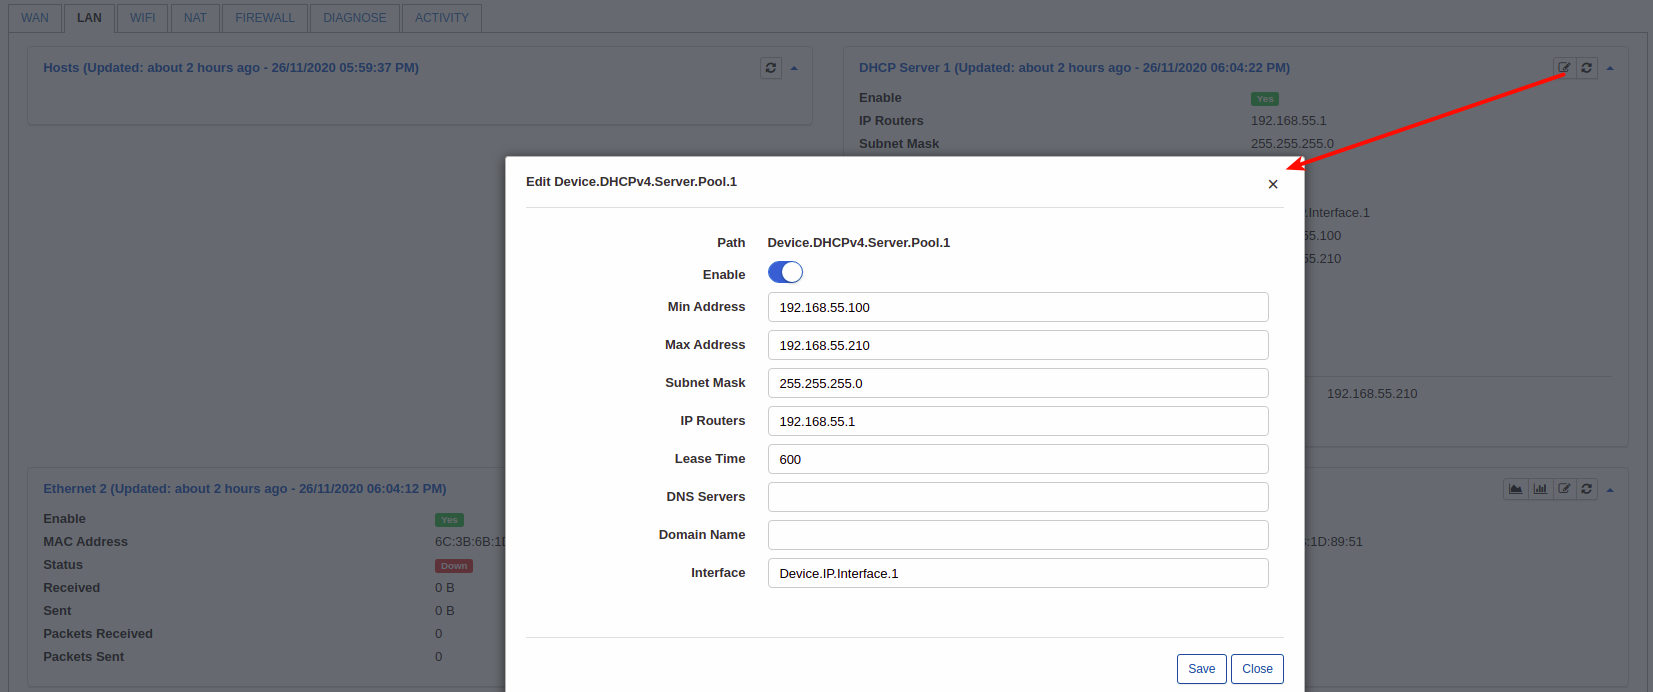 WAN LAN WIFI NAT FIREWALL DIAGNOSE ACTIVITY
Hosts (Updated: about 2 hours ago - 26/11/2020 05:59:37 PM)
DHCP Server 1 (Updated: about 2 hours ago - 26/11/2020 06:04:22 PM)
Enable Yes
IP Routers 192.168.55.1
Subnet Mask 255.255.255.0
.Interface.1
55.100
55.210
192.168.55.210
Edit Device.DHCPv4.Server.Pool.1 ×
Path Device.DHCPv4.Server.Pool.1
Enable
Min Address 192.168.55.100
Max Address 192.168.55.210
Subnet Mask 255.255.255.0
IP Routers 192.168.55.1
Lease Time 600
DNS Servers
Domain Name
Interface Device.IP.Interface.1
Save Close
Ethernet 2 (Updated: about 2 hours ago - 26/11/2020 06:04:12 PM)
Enable Yes
MAC Address 6C:3B:6B:1D
Status Down
Received 0 B
Sent 0 B
Packets Received 0
Packets Sent 0
:1D:89:51